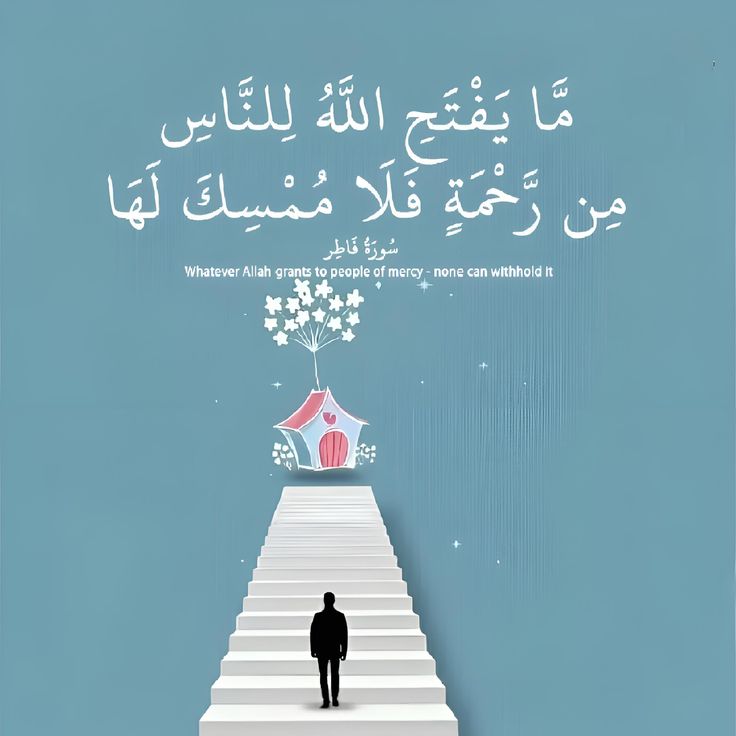 مَّا يَفْتَحِ اللَّهُ لِلنَّاسِ
مِن رَّحْمَةٍ فَلَا مُمْسِكَ لَهَا
سُورَةُ فَاطِر
Whatever Allah grants to people of mercy - none can withhold it